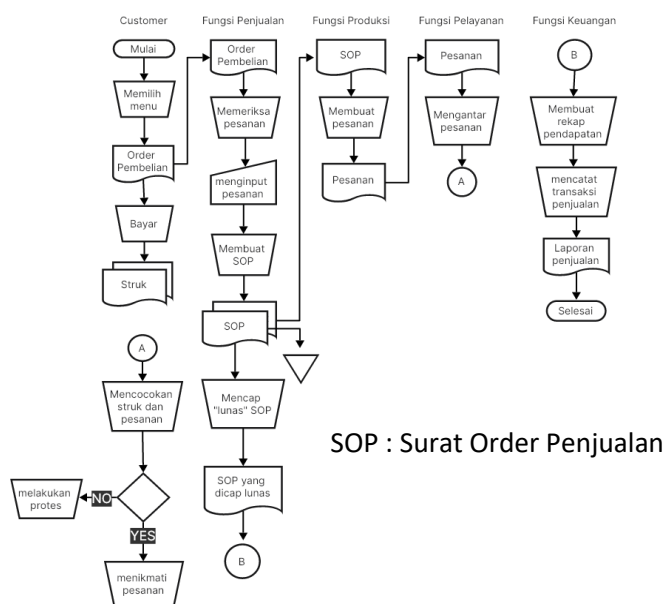 Customer
Fungsi Penjualan
Fungsi Produksi
Fungsi Pelayanan
Fungsi Keuangan
Mulai
Memilih
menu
Order
Pembelian
Bayar
Struk
A
Mencocokan
struk dan
pesanan
NO
melakukan
protes
YES
menikmati
pesanan
Order
Pembelian
Memeriksa
pesanan
menginput
pesanan
Membuat
SOP
SOP
Mencap
"lunas" SOP
SOP yang
dicap lunas
B
SOP
Membuat
pesanan
Pesanan
Pesanan
Mengantar
pesanan
A
B
Membuat
rekap
pendapatan
mencatat
transaksi
penjualan
Laporan
penjualan
Selesai
SOP : Surat Order Penjualan